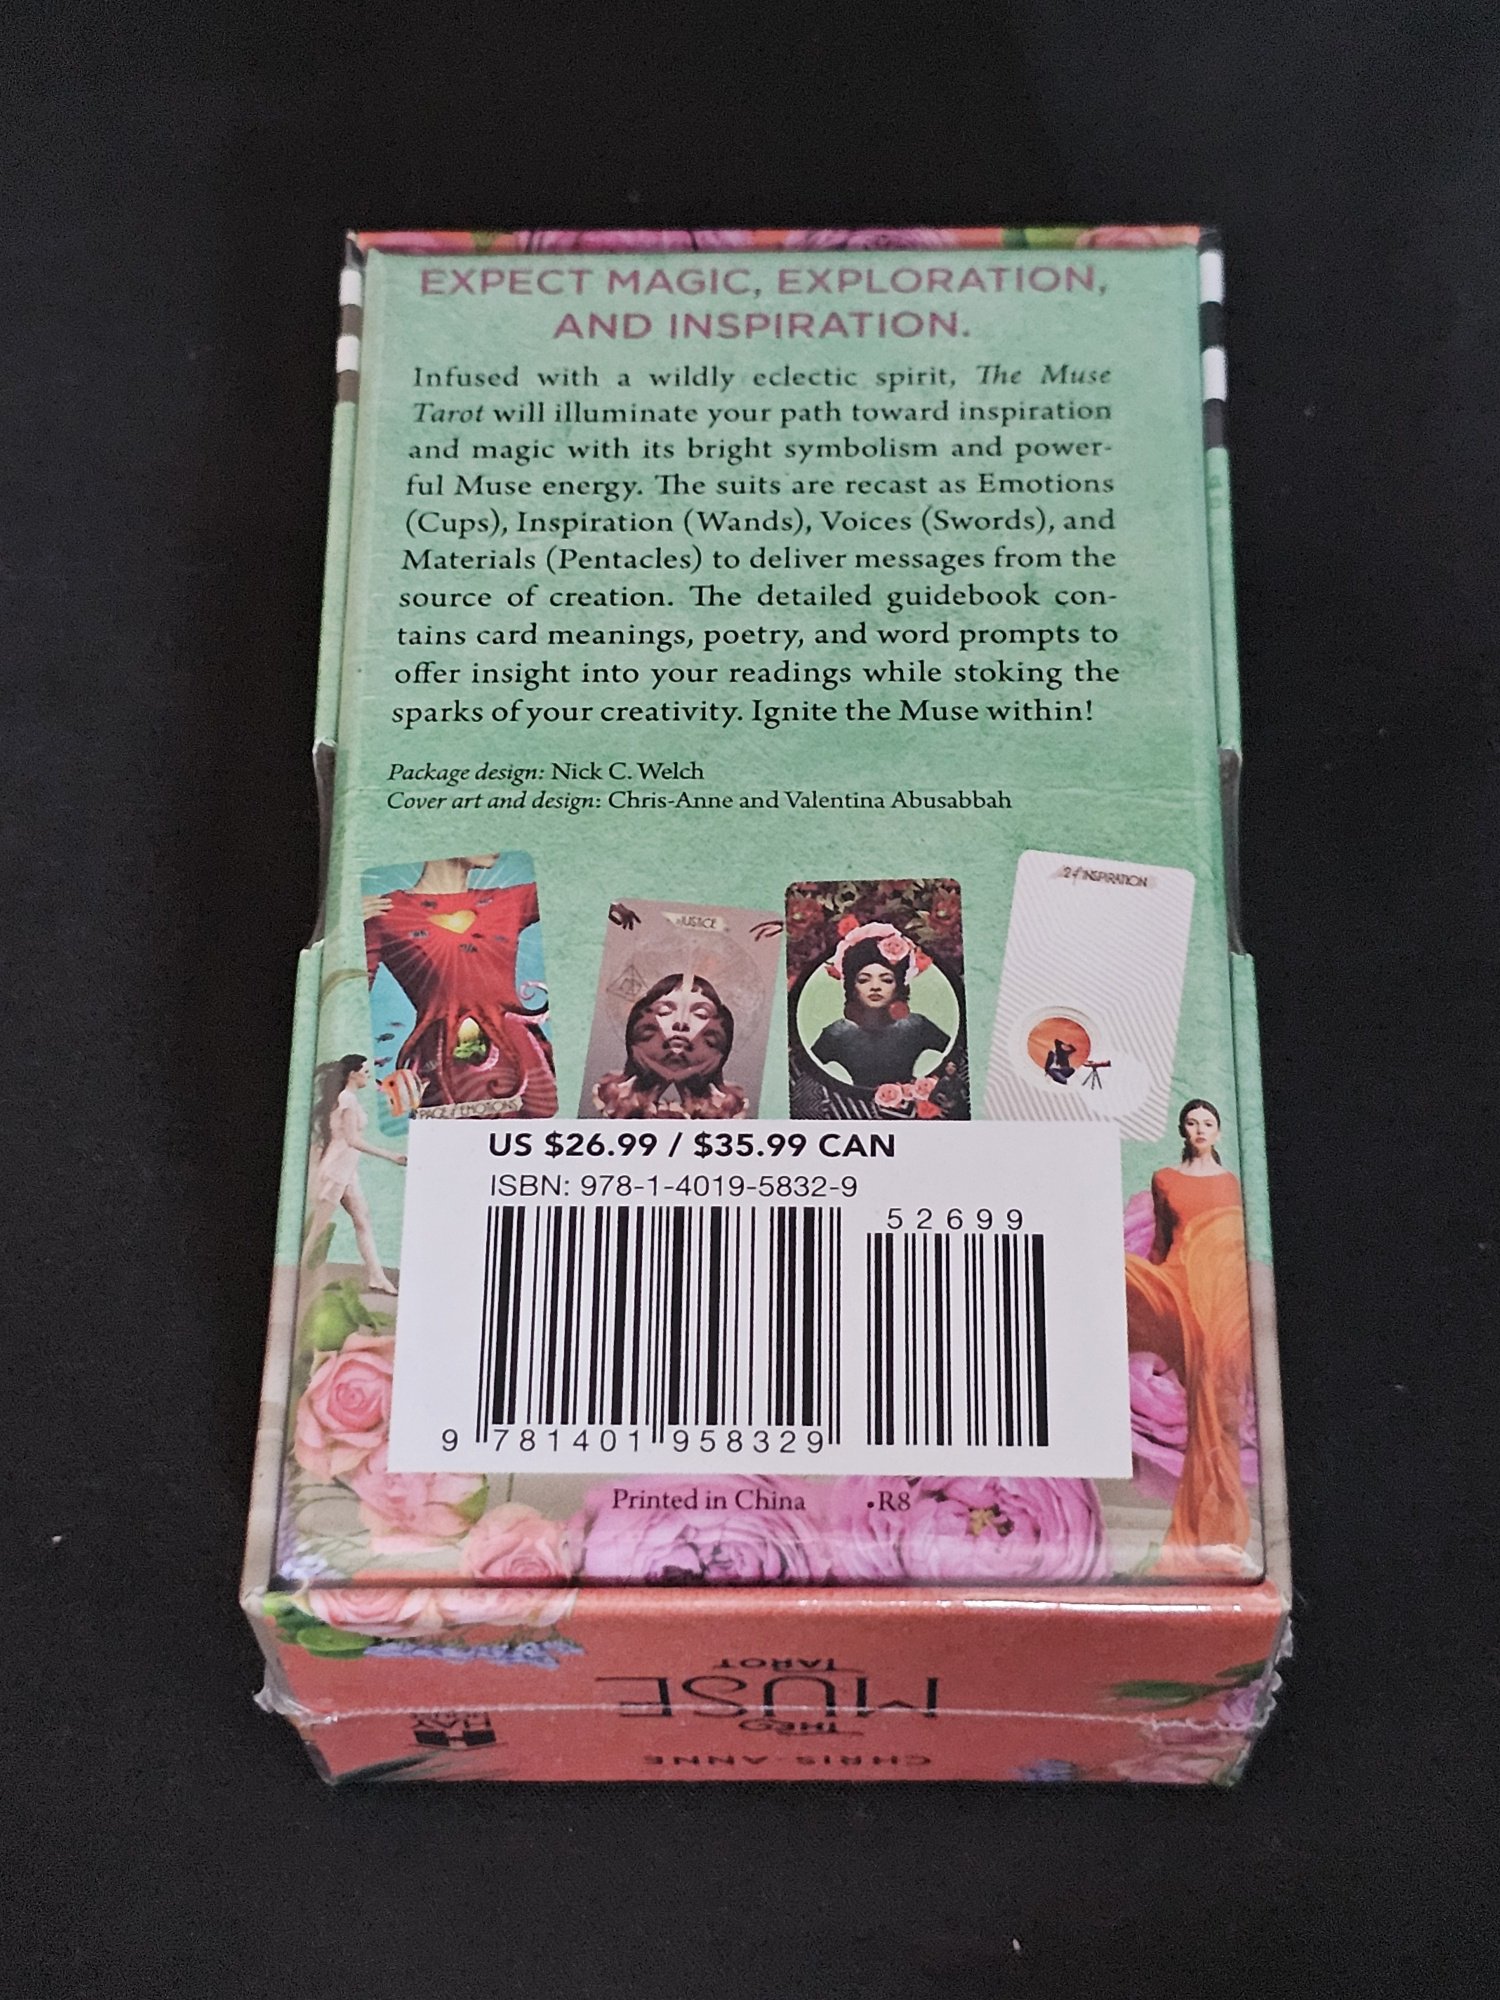 EXPECT MAGIC, EXPLORATION,
AND INSPIRATION.
Infused with a wildly eclectic spirit, The Muse
Tarot will illuminate your path toward inspiration
and magic with its bright symbolism and power-
ful Muse energy. The suits are recast as Emotions
(Cups), Inspiration (Wands), Voices (Swords), and
Materials (Pentacles) to deliver messages from the
source of creation. The detailed guidebook con-
tains card meanings, poetry, and word prompts to
offer insight into your readings while stoking the
sparks of your creativity. Ignite the Muse within!
Package design: Nick C. Welch
Cover art and design: Chris-Anne and Valentina Abusabbah
PAGE of EMOTIONS
JUSTICE
2 of INSPIRATION
US $26.99 / $35.99 CAN
ISBN: 978-1-4019-5832-9
52699
9 781401 958329
Printed in China .R8
THE
MUSE
TAROT
CHRIS-ANNE
HAY